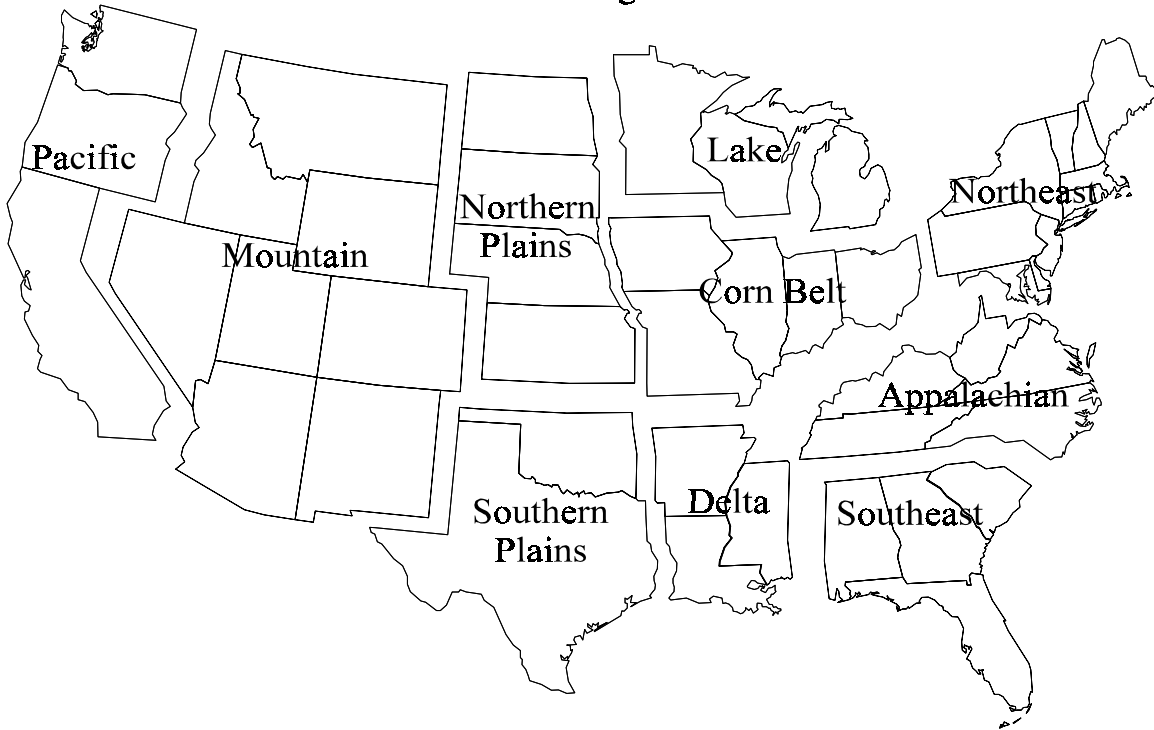 Pacific
Lake
Northeast
Northern
Plains
Mountain
Corn Belt
Appalachian
Delta
Southeast
Southern
Plains